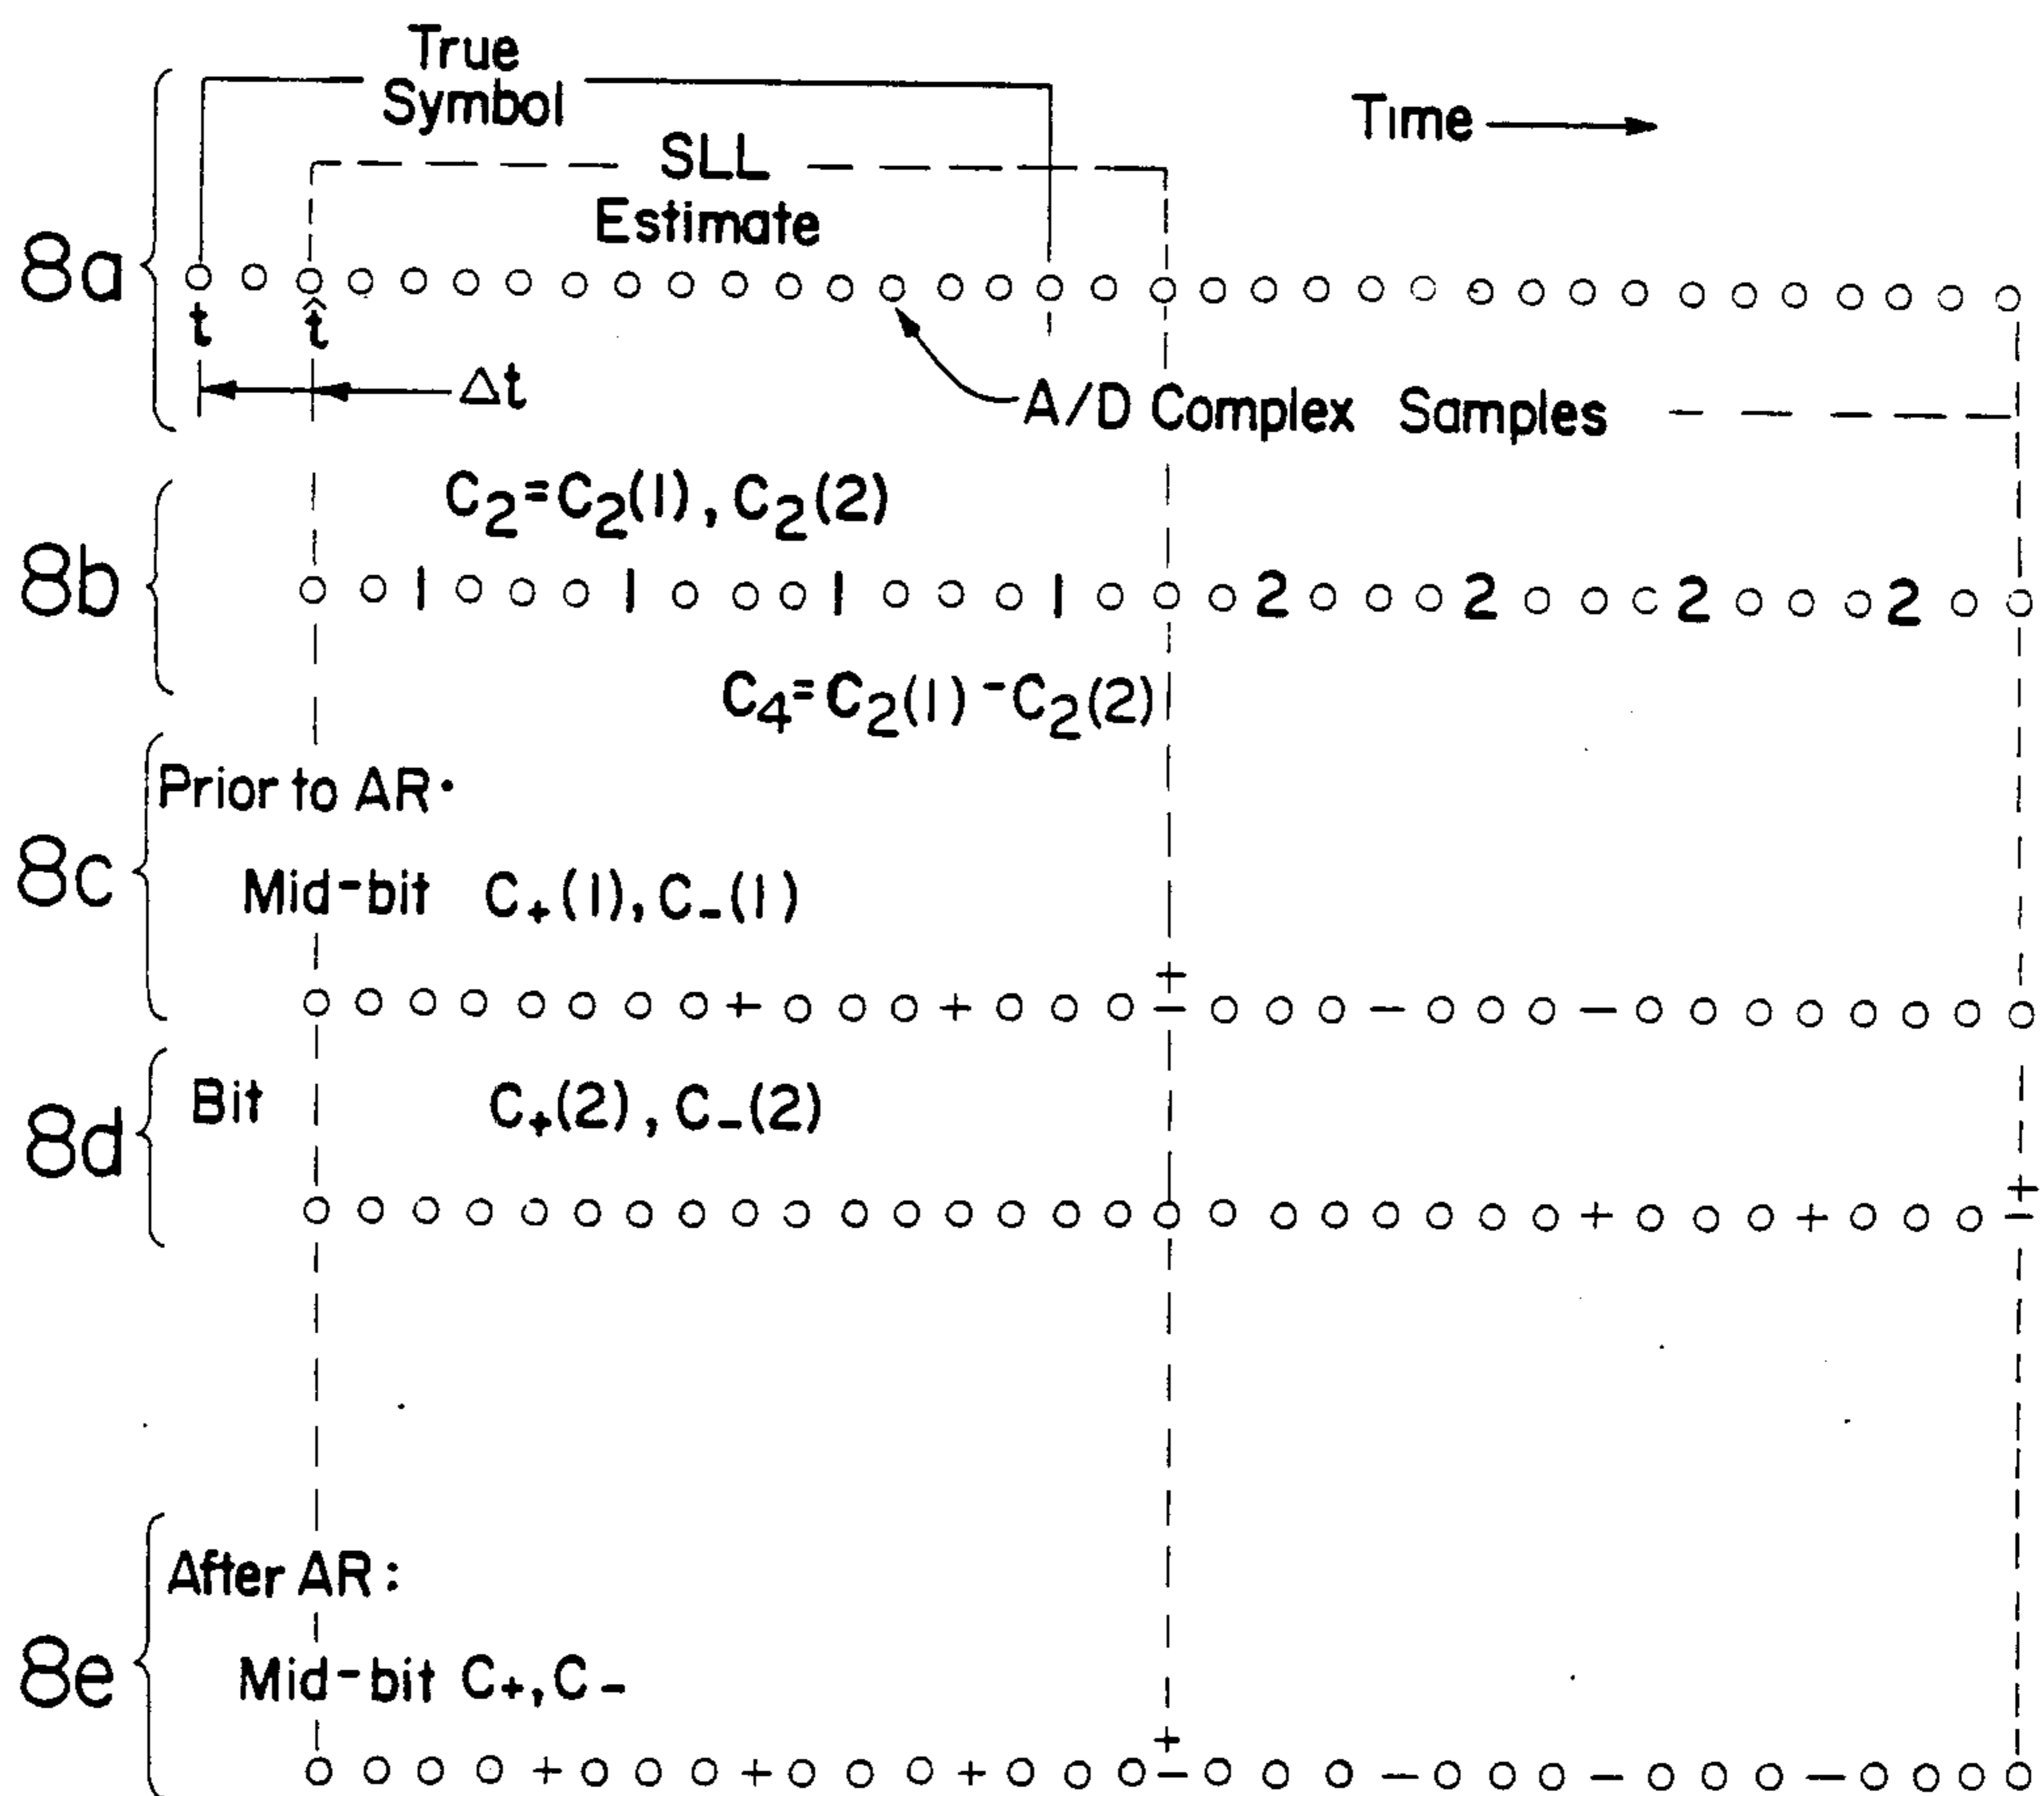 True
Symbol
Time
SLL
Estimate
8a
t
t̂
Δt
A/D Complex Samples
C₂=C₂(1), C₂(2)
8b
o o 1 o o o 1 o o o 1 o o o 1 o o o 2 o o o 2 o o o 2 o o o 2 o o
C₄=C₂(1)-C₂(2)
Prior to AR·
8c
Mid-bit C₊(1), C₋(1)
o o o o o o o o + o o o + o o o ± o o o - o o o - o o o o o o o o
8d
Bit C₊(2), C₋(2)
o o o o o o o o o o o o o o o o o o o o o o o o + o o o + o o o ±
After AR:
8e
Mid-bit C₊, C₋
o o o o + o o o + o o o + o o o ± o o o - o o o - o o o - o o o o